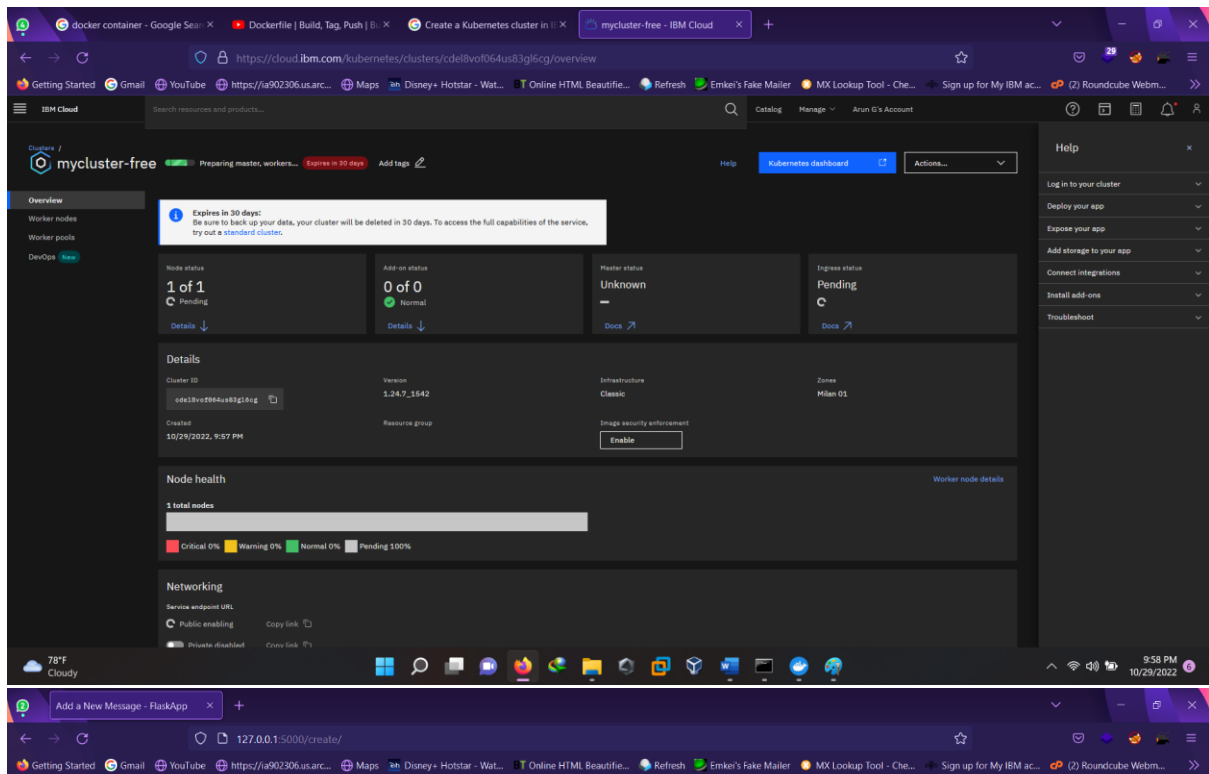 docker container - Google Sear
Dockerfile | Build, Tag, Push | Bu
Create a Kubernetes cluster in IB
mycluster-free - IBM Cloud
https://cloud.ibm.com/kubernetes/clusters/cdel8vof064us83gl6cg/overview
29
Getting Started Gmail YouTube https://ia902306.us.arc... Maps Disney+ Hotstar - Wat... Online HTML Beautifie... Refresh Emkei's Fake Mailer MX Lookup Tool - Che... Sign up for My IBM ac... (2) Roundcube Webm...
IBM Cloud Search resources and products... Catalog Manage Arun G's Account
Clusters /
mycluster-free Preparing master, workers... Expires in 30 days Add tags Help Kubernetes dashboard Actions...
Overview
Worker nodes
Worker pools
DevOps New
Expires in 30 days:
Be sure to back up your data, your cluster will be deleted in 30 days. To access the full capabilities of the service,
try out a standard cluster.
Node status
1 of 1
Pending
Details
Add-on status
0 of 0
Normal
Details
Master status
Unknown
Docs
Ingress status
Pending
Docs
Details
Cluster ID
cdel8vof064us83gl6cg
Version
1.24.7_1542
Infrastructure
Classic
Zones
Milan 01
Created
10/29/2022, 9:57 PM
Resource group
Image security enforcement
Enable
Node health
Worker node details
1 total nodes
Critical 0% Warning 0% Normal 0% Pending 100%
Networking
Service endpoint URL
Public enabling Copy link
Private disabled Copy link
Help
Log in to your cluster
Deploy your app
Expose your app
Add storage to your app
Connect integrations
Install add-ons
Troubleshoot
78°F
Cloudy
9:58 PM
10/29/2022
6
Add a New Message - FlaskApp
127.0.0.1:5000/create/
Getting Started Gmail YouTube https://ia902306.us.arc... Maps Disney+ Hotstar - Wat... Online HTML Beautifie... Refresh Emkei's Fake Mailer MX Lookup Tool - Che... Sign up for My IBM ac... (2) Roundcube Webm...